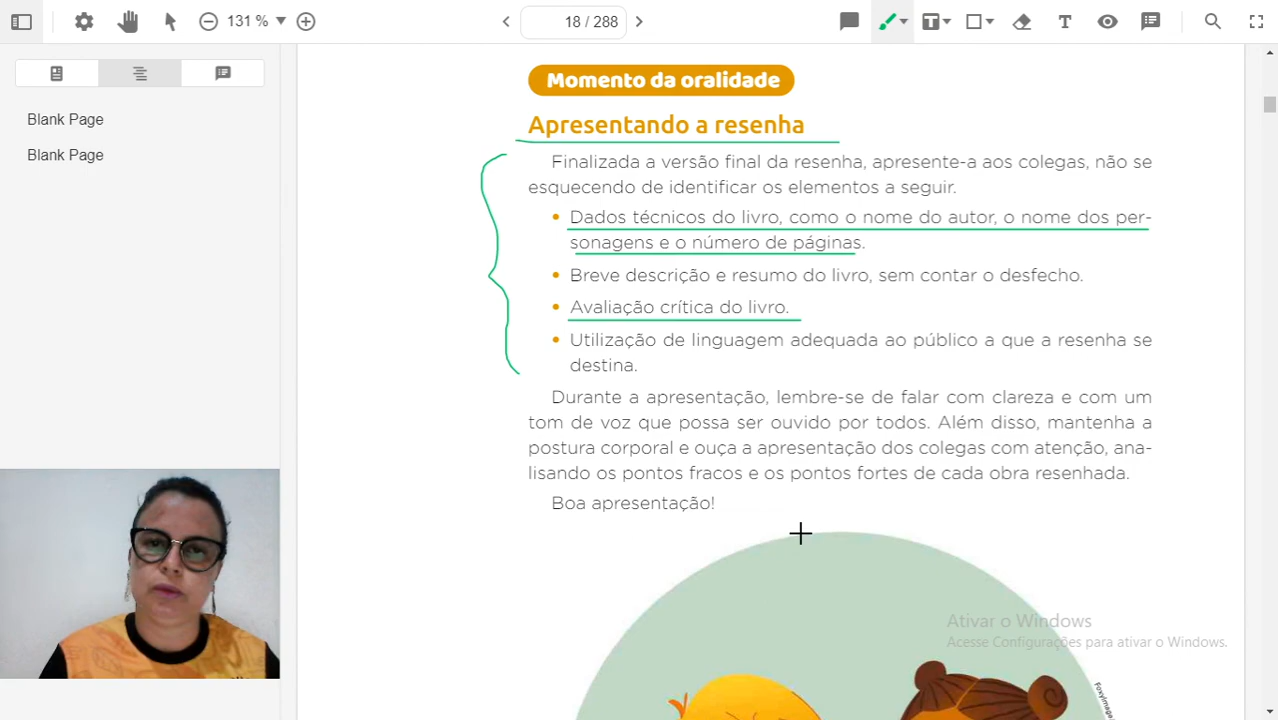 131 %
18 / 288
Blank Page
Blank Page
Momento da oralidade
Apresentando a resenha
Finalizada a versão final da resenha, apresente-a aos colegas, não se
esquecendo de identificar os elementos a seguir.
• Dados técnicos do livro, como o nome do autor, o nome dos per-
sonagens e o número de páginas.
• Breve descrição e resumo do livro, sem contar o desfecho.
• Avaliação crítica do livro.
• Utilização de linguagem adequada ao público a que a resenha se
destina.
Durante a apresentação, lembre-se de falar com clareza e com um
tom de voz que possa ser ouvido por todos. Além disso, mantenha a
postura corporal e ouça a apresentação dos colegas com atenção, ana-
lisando os pontos fracos e os pontos fortes de cada obra resenhada.
Boa apresentação!
Ativar o Windows
Acesse Configurações para ativar o Windows.